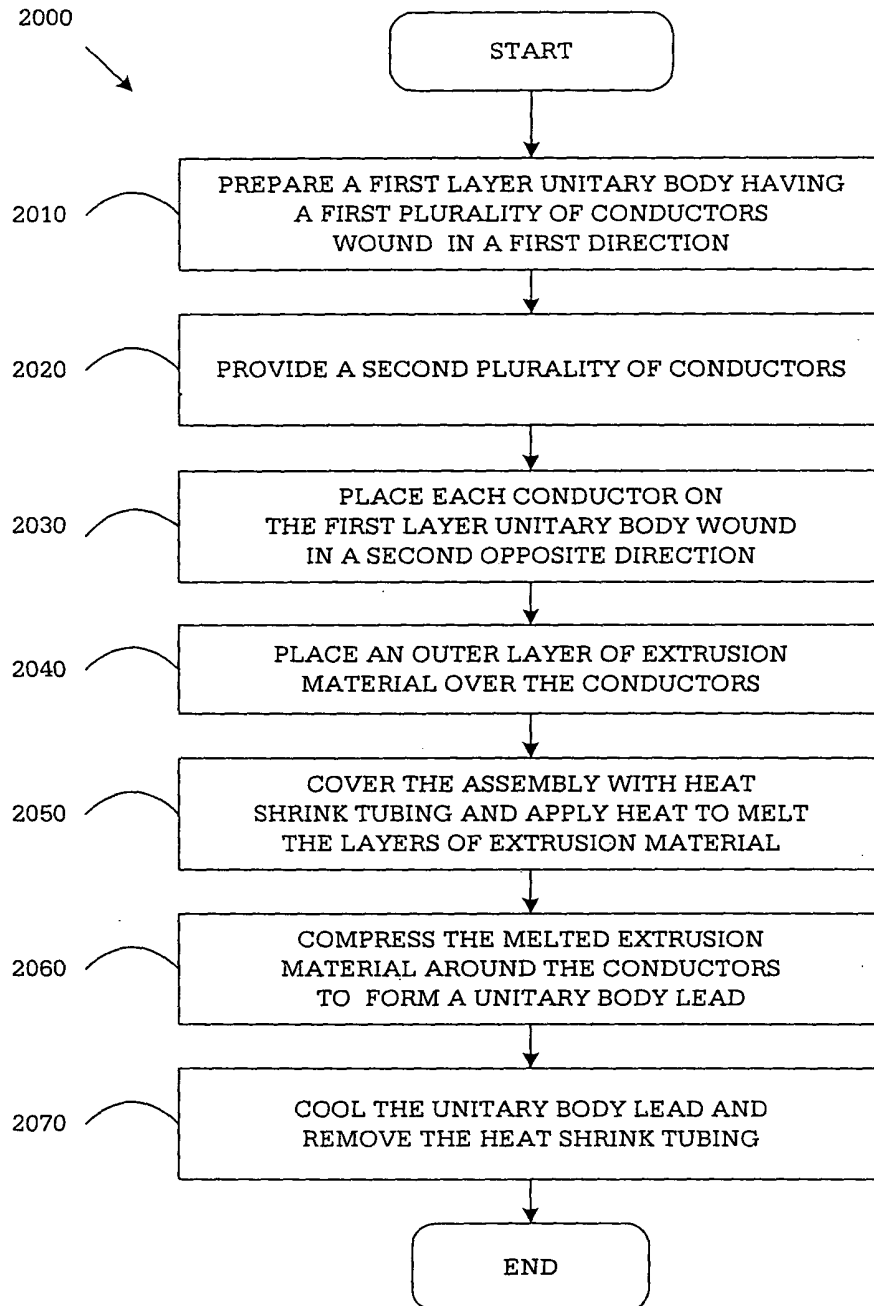 2000
START
2010
PREPARE A FIRST LAYER UNITARY BODY HAVING
A FIRST PLURALITY OF CONDUCTORS
WOUND IN A FIRST DIRECTION
2020
PROVIDE A SECOND PLURALITY OF CONDUCTORS
2030
PLACE EACH CONDUCTOR ON
THE FIRST LAYER UNITARY BODY WOUND
IN A SECOND OPPOSITE DIRECTION
2040
PLACE AN OUTER LAYER OF EXTRUSION
MATERIAL OVER THE CONDUCTORS
2050
COVER THE ASSEMBLY WITH HEAT
SHRINK TUBING AND APPLY HEAT TO MELT
THE LAYERS OF EXTRUSION MATERIAL
2060
COMPRESS THE MELTED EXTRUSION
MATERIAL AROUND THE CONDUCTORS
TO FORM A UNITARY BODY LEAD
2070
COOL THE UNITARY BODY LEAD AND
REMOVE THE HEAT SHRINK TUBING
END